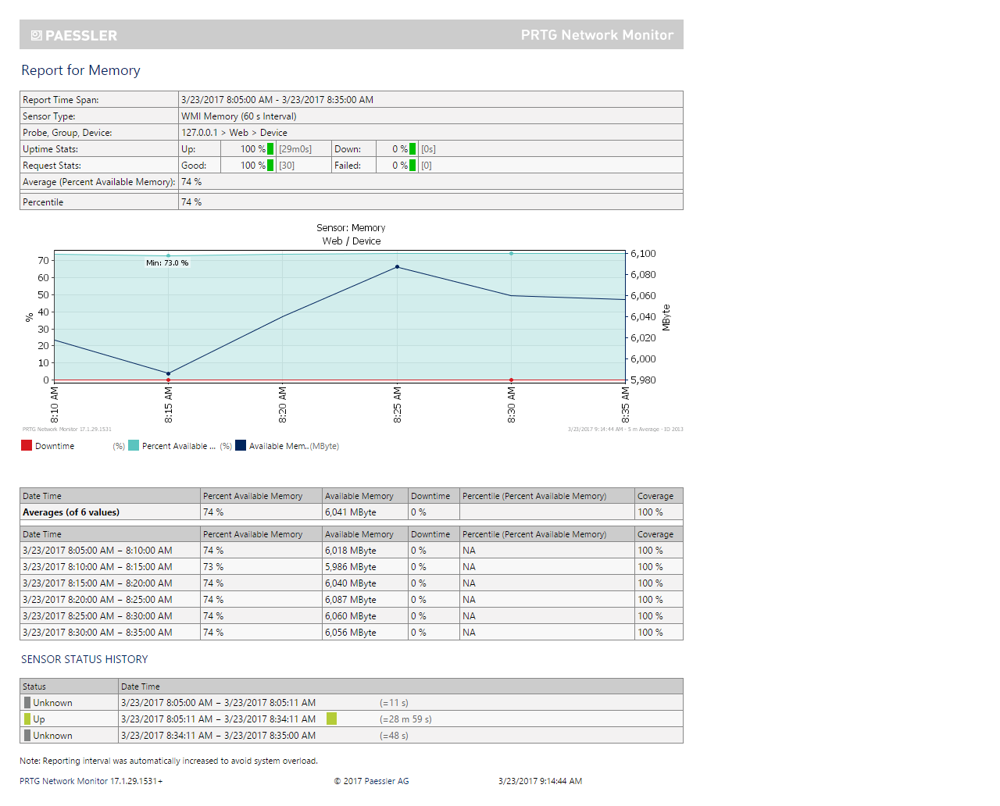 PAESSLER PRTG Network Monitor
Report for Memory
Report Time Span: 3/23/2017 8:05:00 AM - 3/23/2017 8:35:00 AM
Sensor Type: WMI Memory (60 s Interval)
Probe, Group, Device: 127.0.0.1 > Web > Device
Uptime Stats: Up: 100 % [29m0s] Down: 0 % [0s]
Request Stats: Good: 100 % [30] Failed: 0 % [0]
Average (Percent Available Memory): 74 %
Percentile 74 %
Sensor: Memory
Web / Device
70
60
50
40
30
20
10
0
%
Min: 73.0 %
6,100
6,080
6,060
6,040
6,020
6,000
5,980
MByte
8:10 AM 8:15 AM 8:20 AM 8:25 AM 8:30 AM 8:35 AM
PRTG Network Monitor 17.1.29.1531 3/23/2017 9:14:44 AM - 5 m Average - ID 2013
Downtime (%) Percent Available ... (%) Available Mem.. (MByte)
Date Time Percent Available Memory Available Memory Downtime Percentile (Percent Available Memory) Coverage
Averages (of 6 values) 74 % 6,041 MByte 0 % 100 %
Date Time Percent Available Memory Available Memory Downtime Percentile (Percent Available Memory) Coverage
3/23/2017 8:05:00 AM – 8:10:00 AM 74 % 6,018 MByte 0 % NA 100 %
3/23/2017 8:10:00 AM – 8:15:00 AM 73 % 5,986 MByte 0 % NA 100 %
3/23/2017 8:15:00 AM – 8:20:00 AM 74 % 6,040 MByte 0 % NA 100 %
3/23/2017 8:20:00 AM – 8:25:00 AM 74 % 6,087 MByte 0 % NA 100 %
3/23/2017 8:25:00 AM – 8:30:00 AM 74 % 6,060 MByte 0 % NA 100 %
3/23/2017 8:30:00 AM – 8:35:00 AM 74 % 6,056 MByte 0 % NA 100 %
SENSOR STATUS HISTORY
Status Date Time
Unknown 3/23/2017 8:05:00 AM – 3/23/2017 8:05:11 AM (=11 s)
Up 3/23/2017 8:05:11 AM – 3/23/2017 8:34:11 AM (=28 m 59 s)
Unknown 3/23/2017 8:34:11 AM – 3/23/2017 8:35:00 AM (=48 s)
Note: Reporting interval was automatically increased to avoid system overload.
PRTG Network Monitor 17.1.29.1531+ © 2017 Paessler AG 3/23/2017 9:14:44 AM